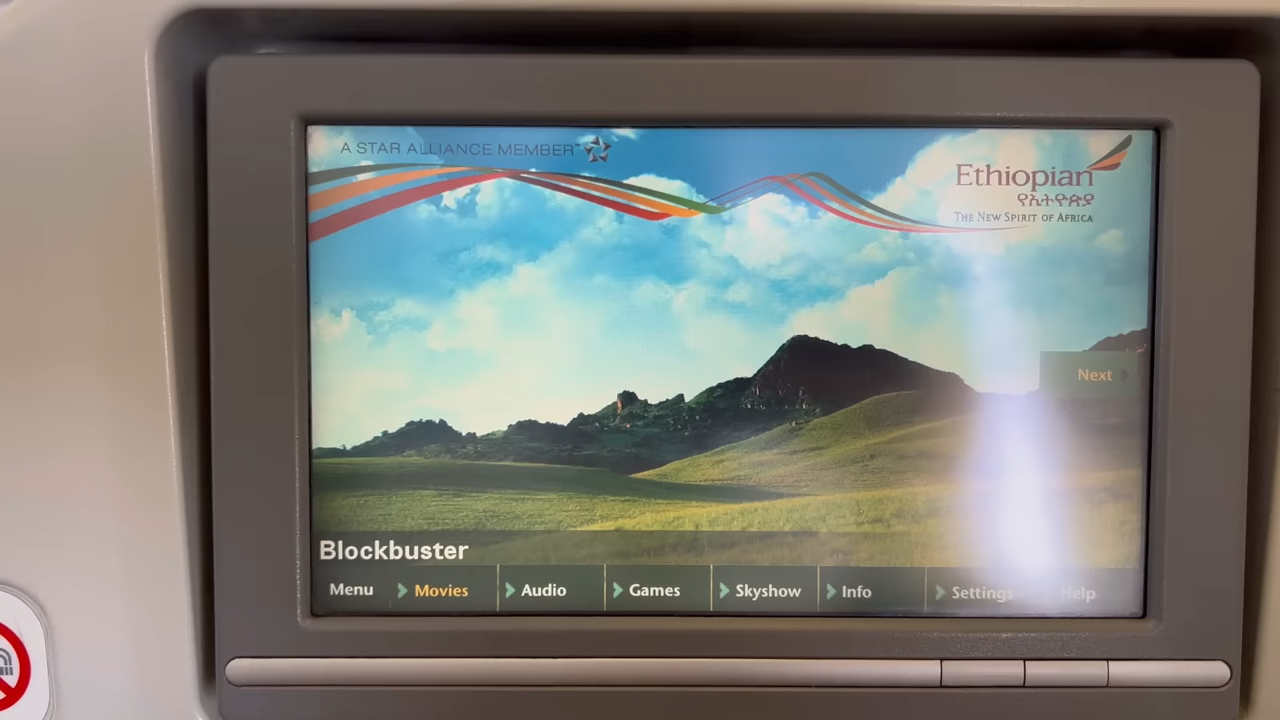 A STAR ALLIANCE MEMBER™
Ethiopian
የኢትዮጵያ
THE NEW SPIRIT OF AFRICA
Next
Blockbuster
Menu
Movies
Audio
Games
Skyshow
Info
Settings
Help